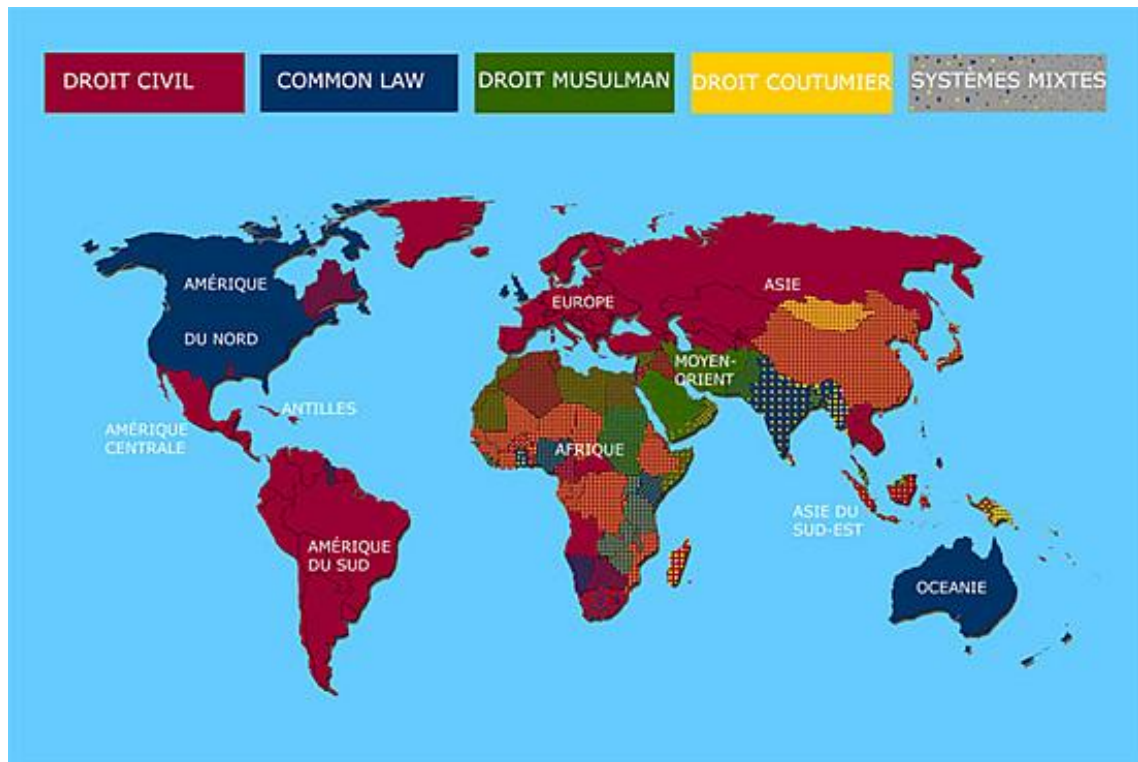 DROIT CIVIL
COMMON LAW
DROIT MUSULMAN
DROIT COUTUMIER
SYSTÈMES MIXTES
AMÉRIQUE
DU NORD
EUROPE
ASIE
MOYEN-
ORIENT
ANTILLES
AMÉRIQUE
CENTRALE
AFRIQUE
ASIE DU
SUD-EST
AMÉRIQUE
DU SUD
OCEANIE